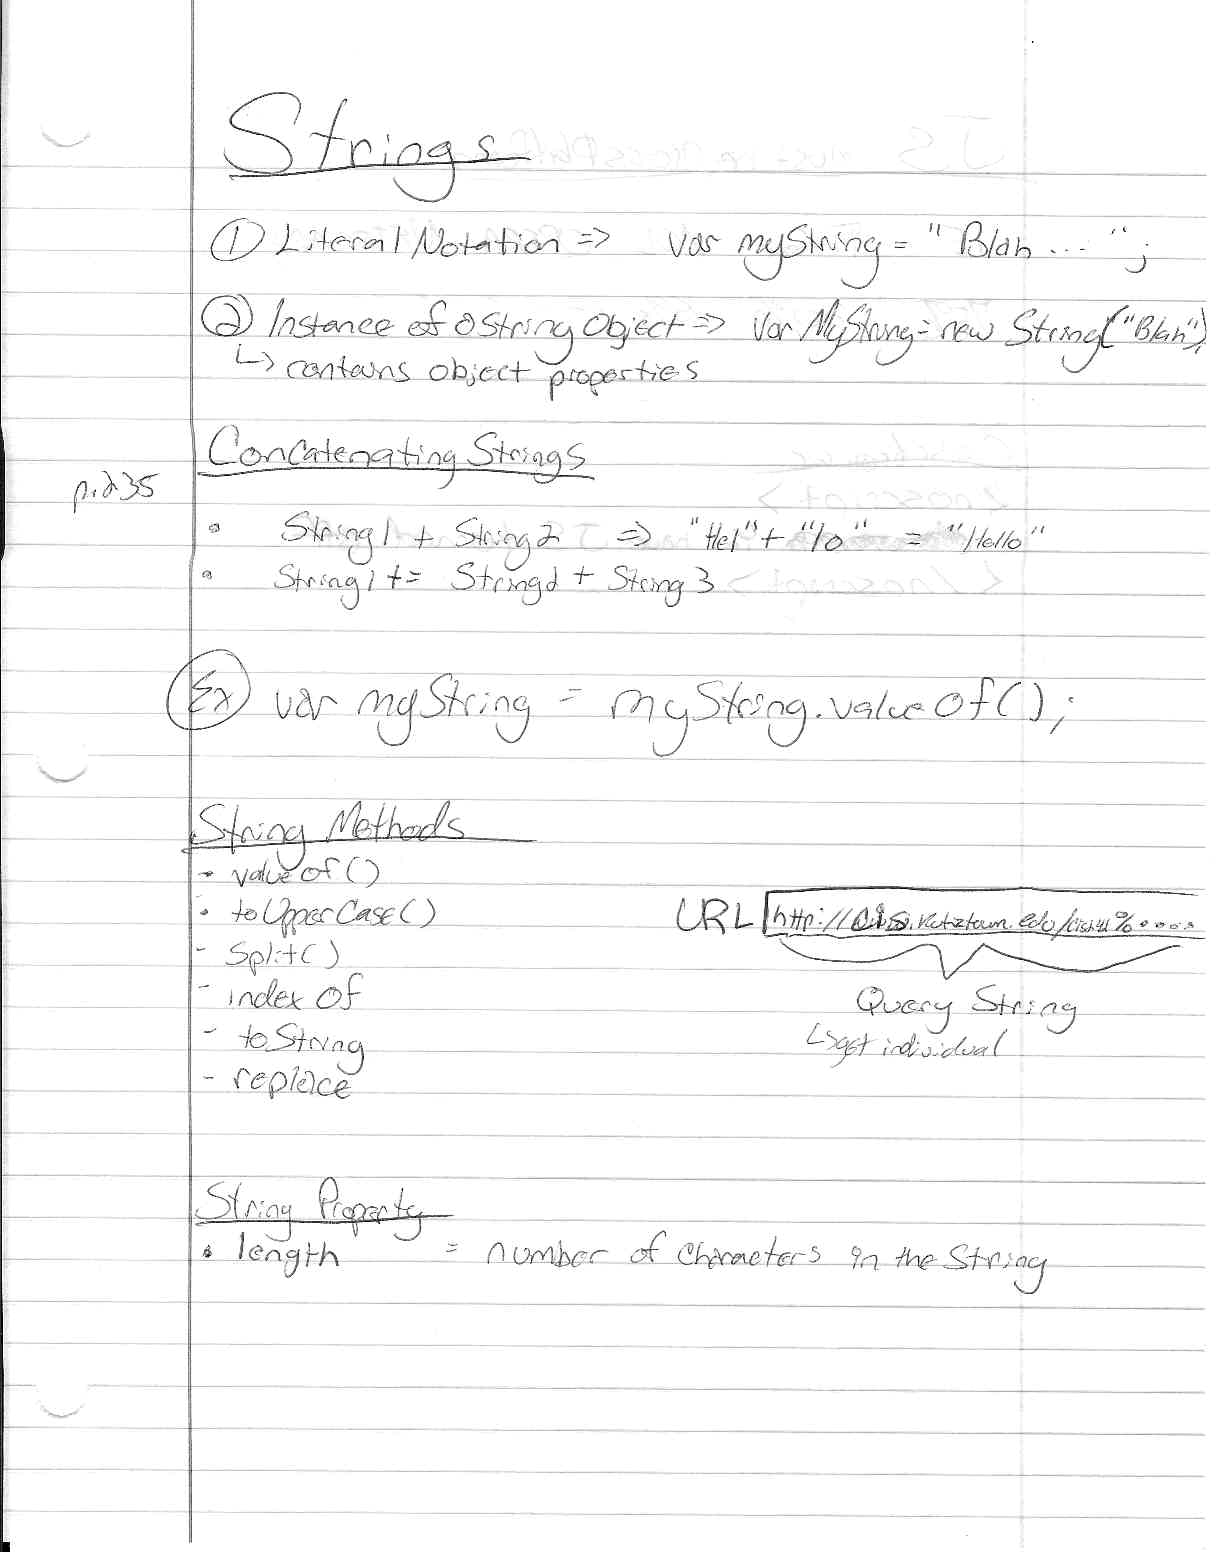 Strings
① Literal Notation => var myString = "Blah ... ";
② Instance of a String Object => Var MyString = new String("Blah");
↳ contains object properties
Concatenating Strings
p.235
• String1 + String2 => "Hel" + "lo" = "Hello"
• String1 += String2 + String3
Ex var myString = myString.valueOf();
String Methods
- valueOf()
• toUpperCase()
- Split()
- index Of
- toString
- replace
URL http://cis.kutztown.edu/
Query String
↳ get individual
String Property
• length = number of characters in the String